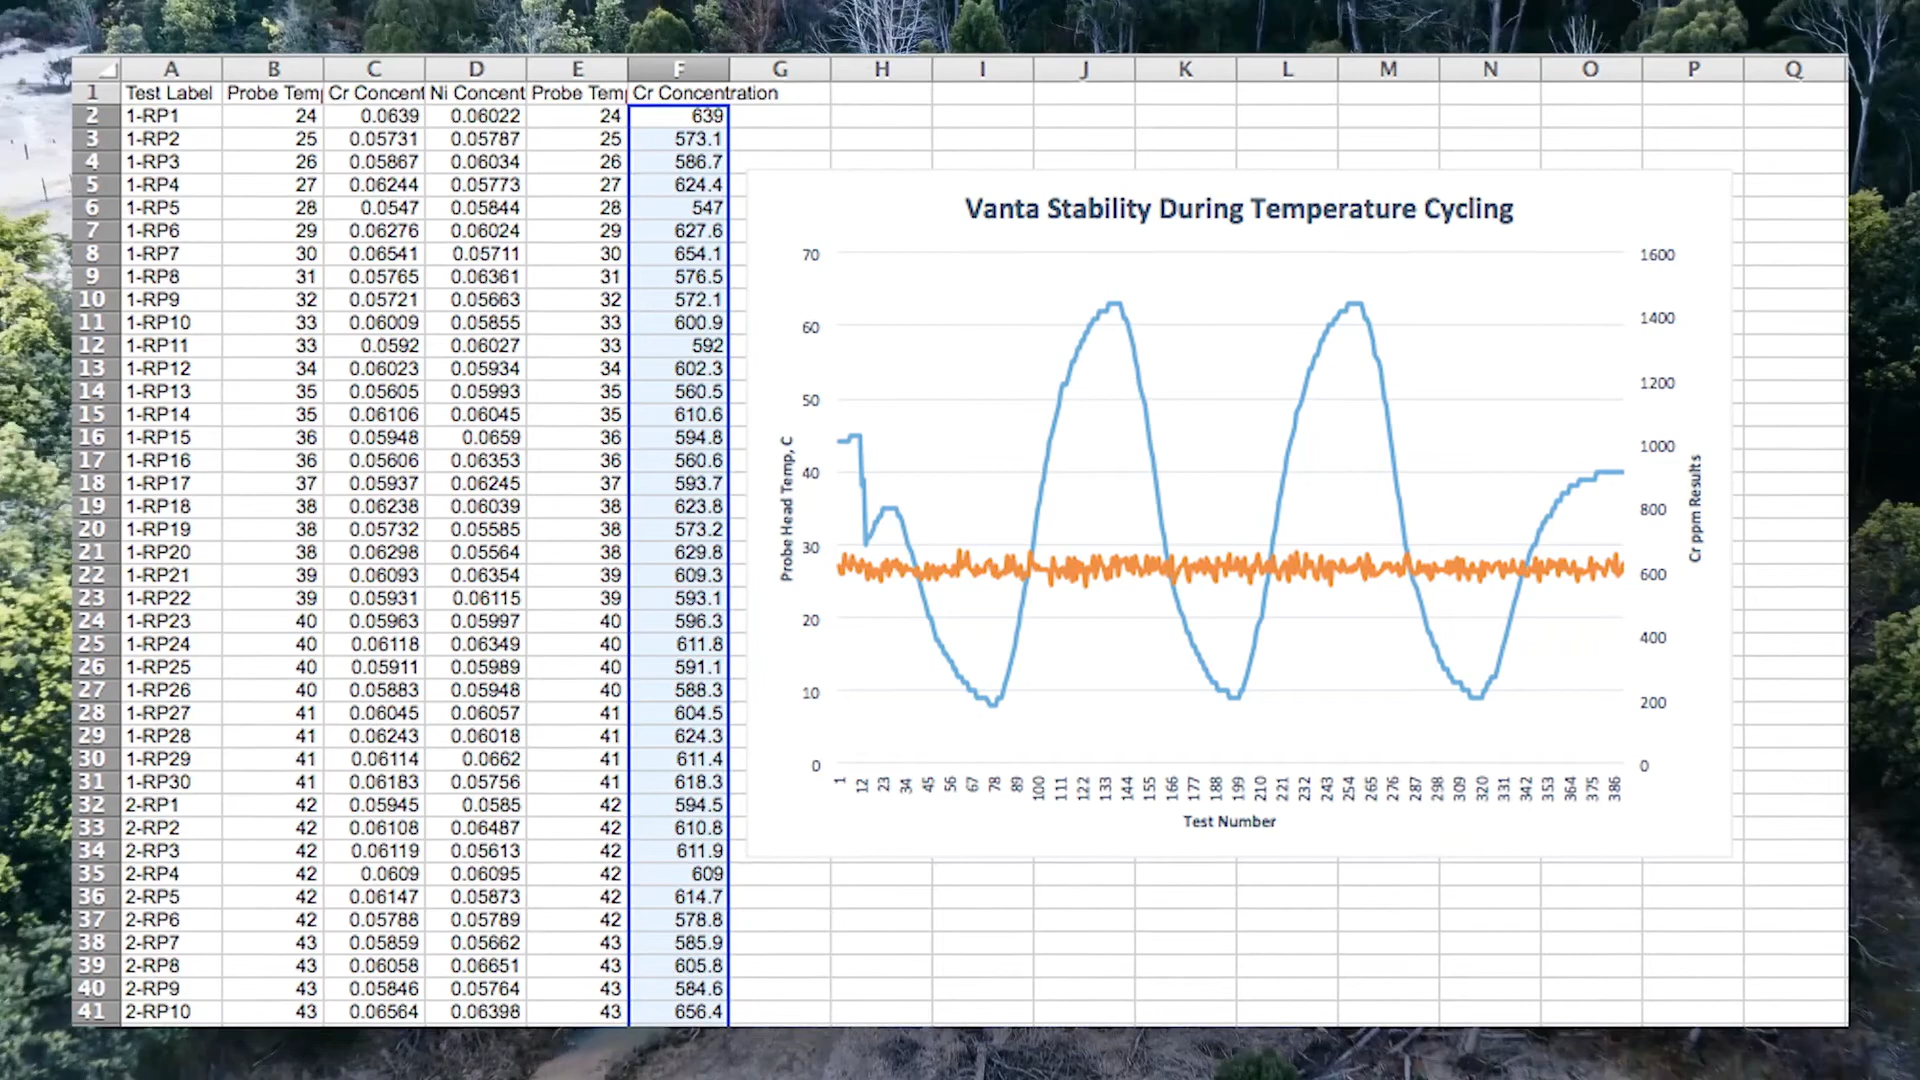 A B C D E F G H I J K L M N O P Q
1 Test Label Probe Temp Cr Concent Ni Concent Probe Temp Cr Concentration
2 1-RP1 24 0.0639 0.06022 24 639
3 1-RP2 25 0.05731 0.05787 25 573.1
4 1-RP3 26 0.05867 0.06034 26 586.7
5 1-RP4 27 0.06244 0.05773 27 624.4
6 1-RP5 28 0.0547 0.05844 28 547
7 1-RP6 29 0.06276 0.06024 29 627.6
8 1-RP7 30 0.06541 0.05711 30 654.1
9 1-RP8 31 0.05765 0.06361 31 576.5
10 1-RP9 32 0.05721 0.05663 32 572.1
11 1-RP10 33 0.06009 0.05855 33 600.9
12 1-RP11 33 0.0592 0.06027 33 592
13 1-RP12 34 0.06023 0.05934 34 602.3
14 1-RP13 35 0.05605 0.05993 35 560.5
15 1-RP14 35 0.06106 0.06045 35 610.6
16 1-RP15 36 0.05948 0.0659 36 594.8
17 1-RP16 36 0.05606 0.06353 36 560.6
18 1-RP17 37 0.05937 0.06245 37 593.7
19 1-RP18 38 0.06238 0.06039 38 623.8
20 1-RP19 38 0.05732 0.05585 38 573.2
21 1-RP20 38 0.06298 0.05564 38 629.8
22 1-RP21 39 0.06093 0.06354 39 609.3
23 1-RP22 39 0.05931 0.06115 39 593.1
24 1-RP23 40 0.05963 0.05997 40 596.3
25 1-RP24 40 0.06118 0.06349 40 611.8
26 1-RP25 40 0.05911 0.05989 40 591.1
27 1-RP26 40 0.05883 0.05948 40 588.3
28 1-RP27 41 0.06045 0.06057 41 604.5
29 1-RP28 41 0.06243 0.06018 41 624.3
30 1-RP29 41 0.06114 0.0662 41 611.4
31 1-RP30 41 0.06183 0.05756 41 618.3
32 2-RP1 42 0.05945 0.0585 42 594.5
33 2-RP2 42 0.06108 0.06487 42 610.8
34 2-RP3 42 0.06119 0.05613 42 611.9
35 2-RP4 42 0.0609 0.06095 42 609
36 2-RP5 42 0.06147 0.05873 42 614.7
37 2-RP6 42 0.05788 0.05789 42 578.8
38 2-RP7 43 0.05859 0.05662 43 585.9
39 2-RP8 43 0.06058 0.06651 43 605.8
40 2-RP9 43 0.05846 0.05764 43 584.6
41 2-RP10 43 0.06564 0.06398 43 656.4
Vanta Stability During Temperature Cycling
Probe Head Temp, C
70
60
50
40
30
20
10
0
1600
1400
1200
1000
800
600
400
200
0
Cr ppm Results
1 12 23 34 45 56 67 78 89 100 111 122 133 144 155 166 177 188 199 210 221 232 243 254 265 276 287 298 309 320 331 342 353 364 375 386
Test Number